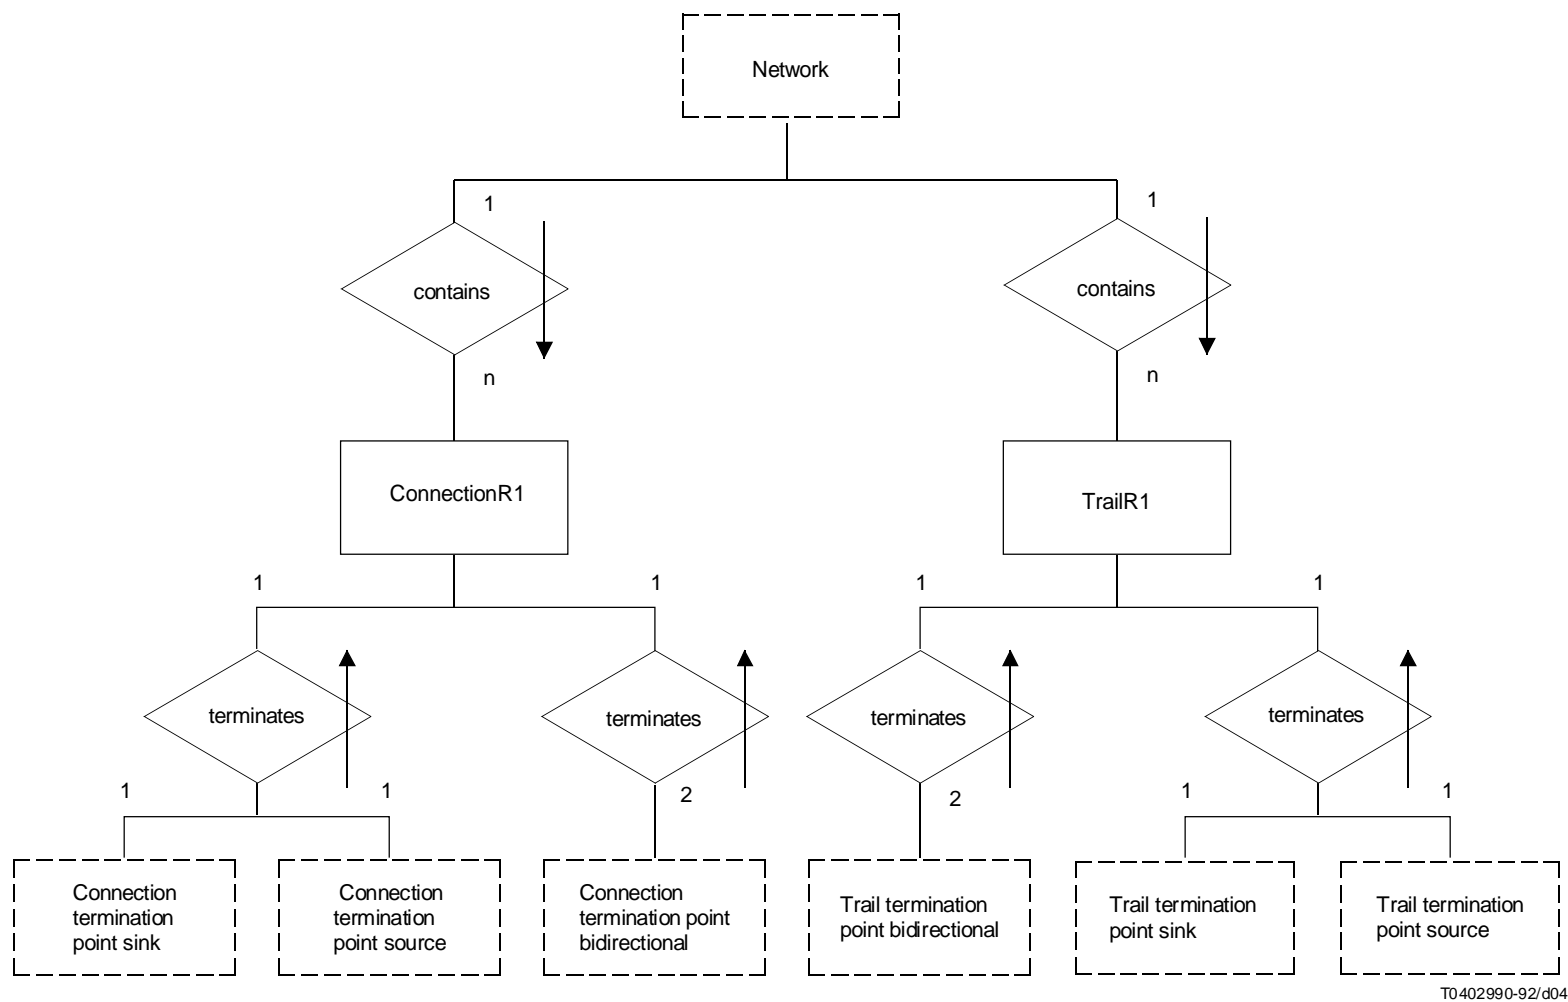 Network
1
1
contains
contains
n
n
ConnectionR1
TrailR1
1
1
1
1
terminates
terminates
terminates
terminates
1
1
2
2
1
1
Connection
termination
point sink
Connection
termination
point source
Connection
termination point
bidirectional
Trail termination
point bidirectional
Trail termination
point sink
Trail termination
point source
T0402990-92/d04